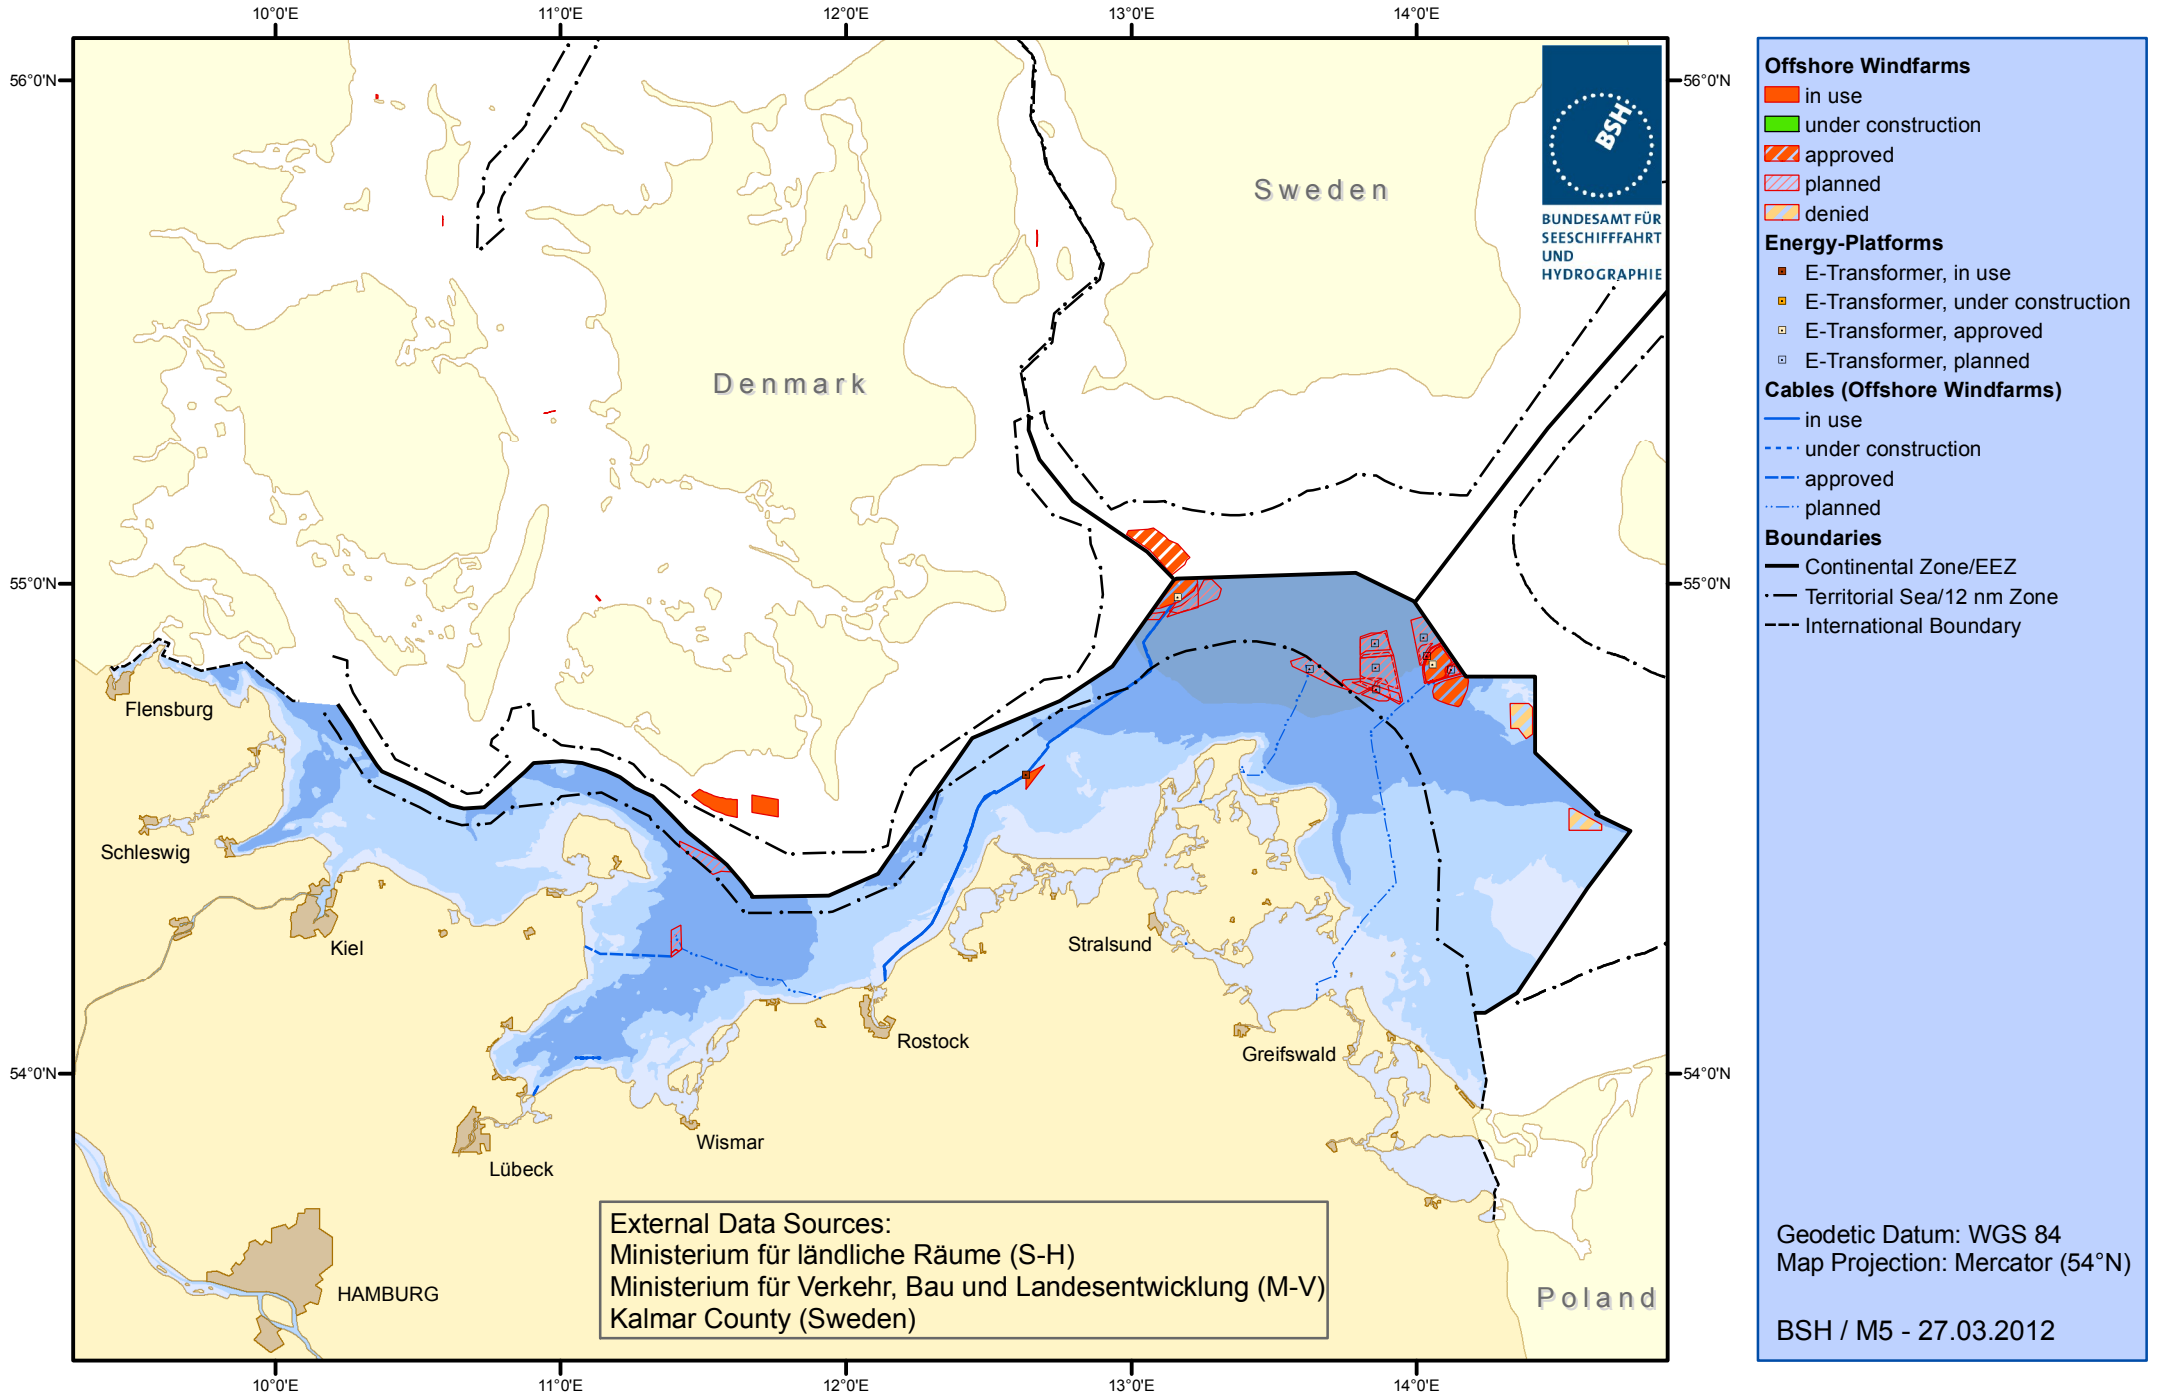 10°0'E 11°0'E 12°0'E 13°0'E 14°0'E
56°0'N 56°0'N
55°0'N 55°0'N
54°0'N 54°0'N
10°0'E 11°0'E 12°0'E 13°0'E 14°0'E
BSH
BUNDESAMT FÜR
SEESCHIFFFAHRT
UND
HYDROGRAPHIE
Sweden
Denmark
Flensburg
Schleswig
Kiel
Stralsund
Rostock
Greifswald
Wismar
Lübeck
HAMBURG
Poland
External Data Sources:
Ministerium für ländliche Räume (S-H)
Ministerium für Verkehr, Bau und Landesentwicklung (M-V)
Kalmar County (Sweden)
Offshore Windfarms
in use
under construction
approved
planned
denied
Energy-Platforms
E-Transformer, in use
E-Transformer, under construction
E-Transformer, approved
E-Transformer, planned
Cables (Offshore Windfarms)
in use
under construction
approved
planned
Boundaries
Continental Zone/EEZ
Territorial Sea/12 nm Zone
International Boundary
Geodetic Datum: WGS 84
Map Projection: Mercator (54°N)
BSH / M5 - 27.03.2012